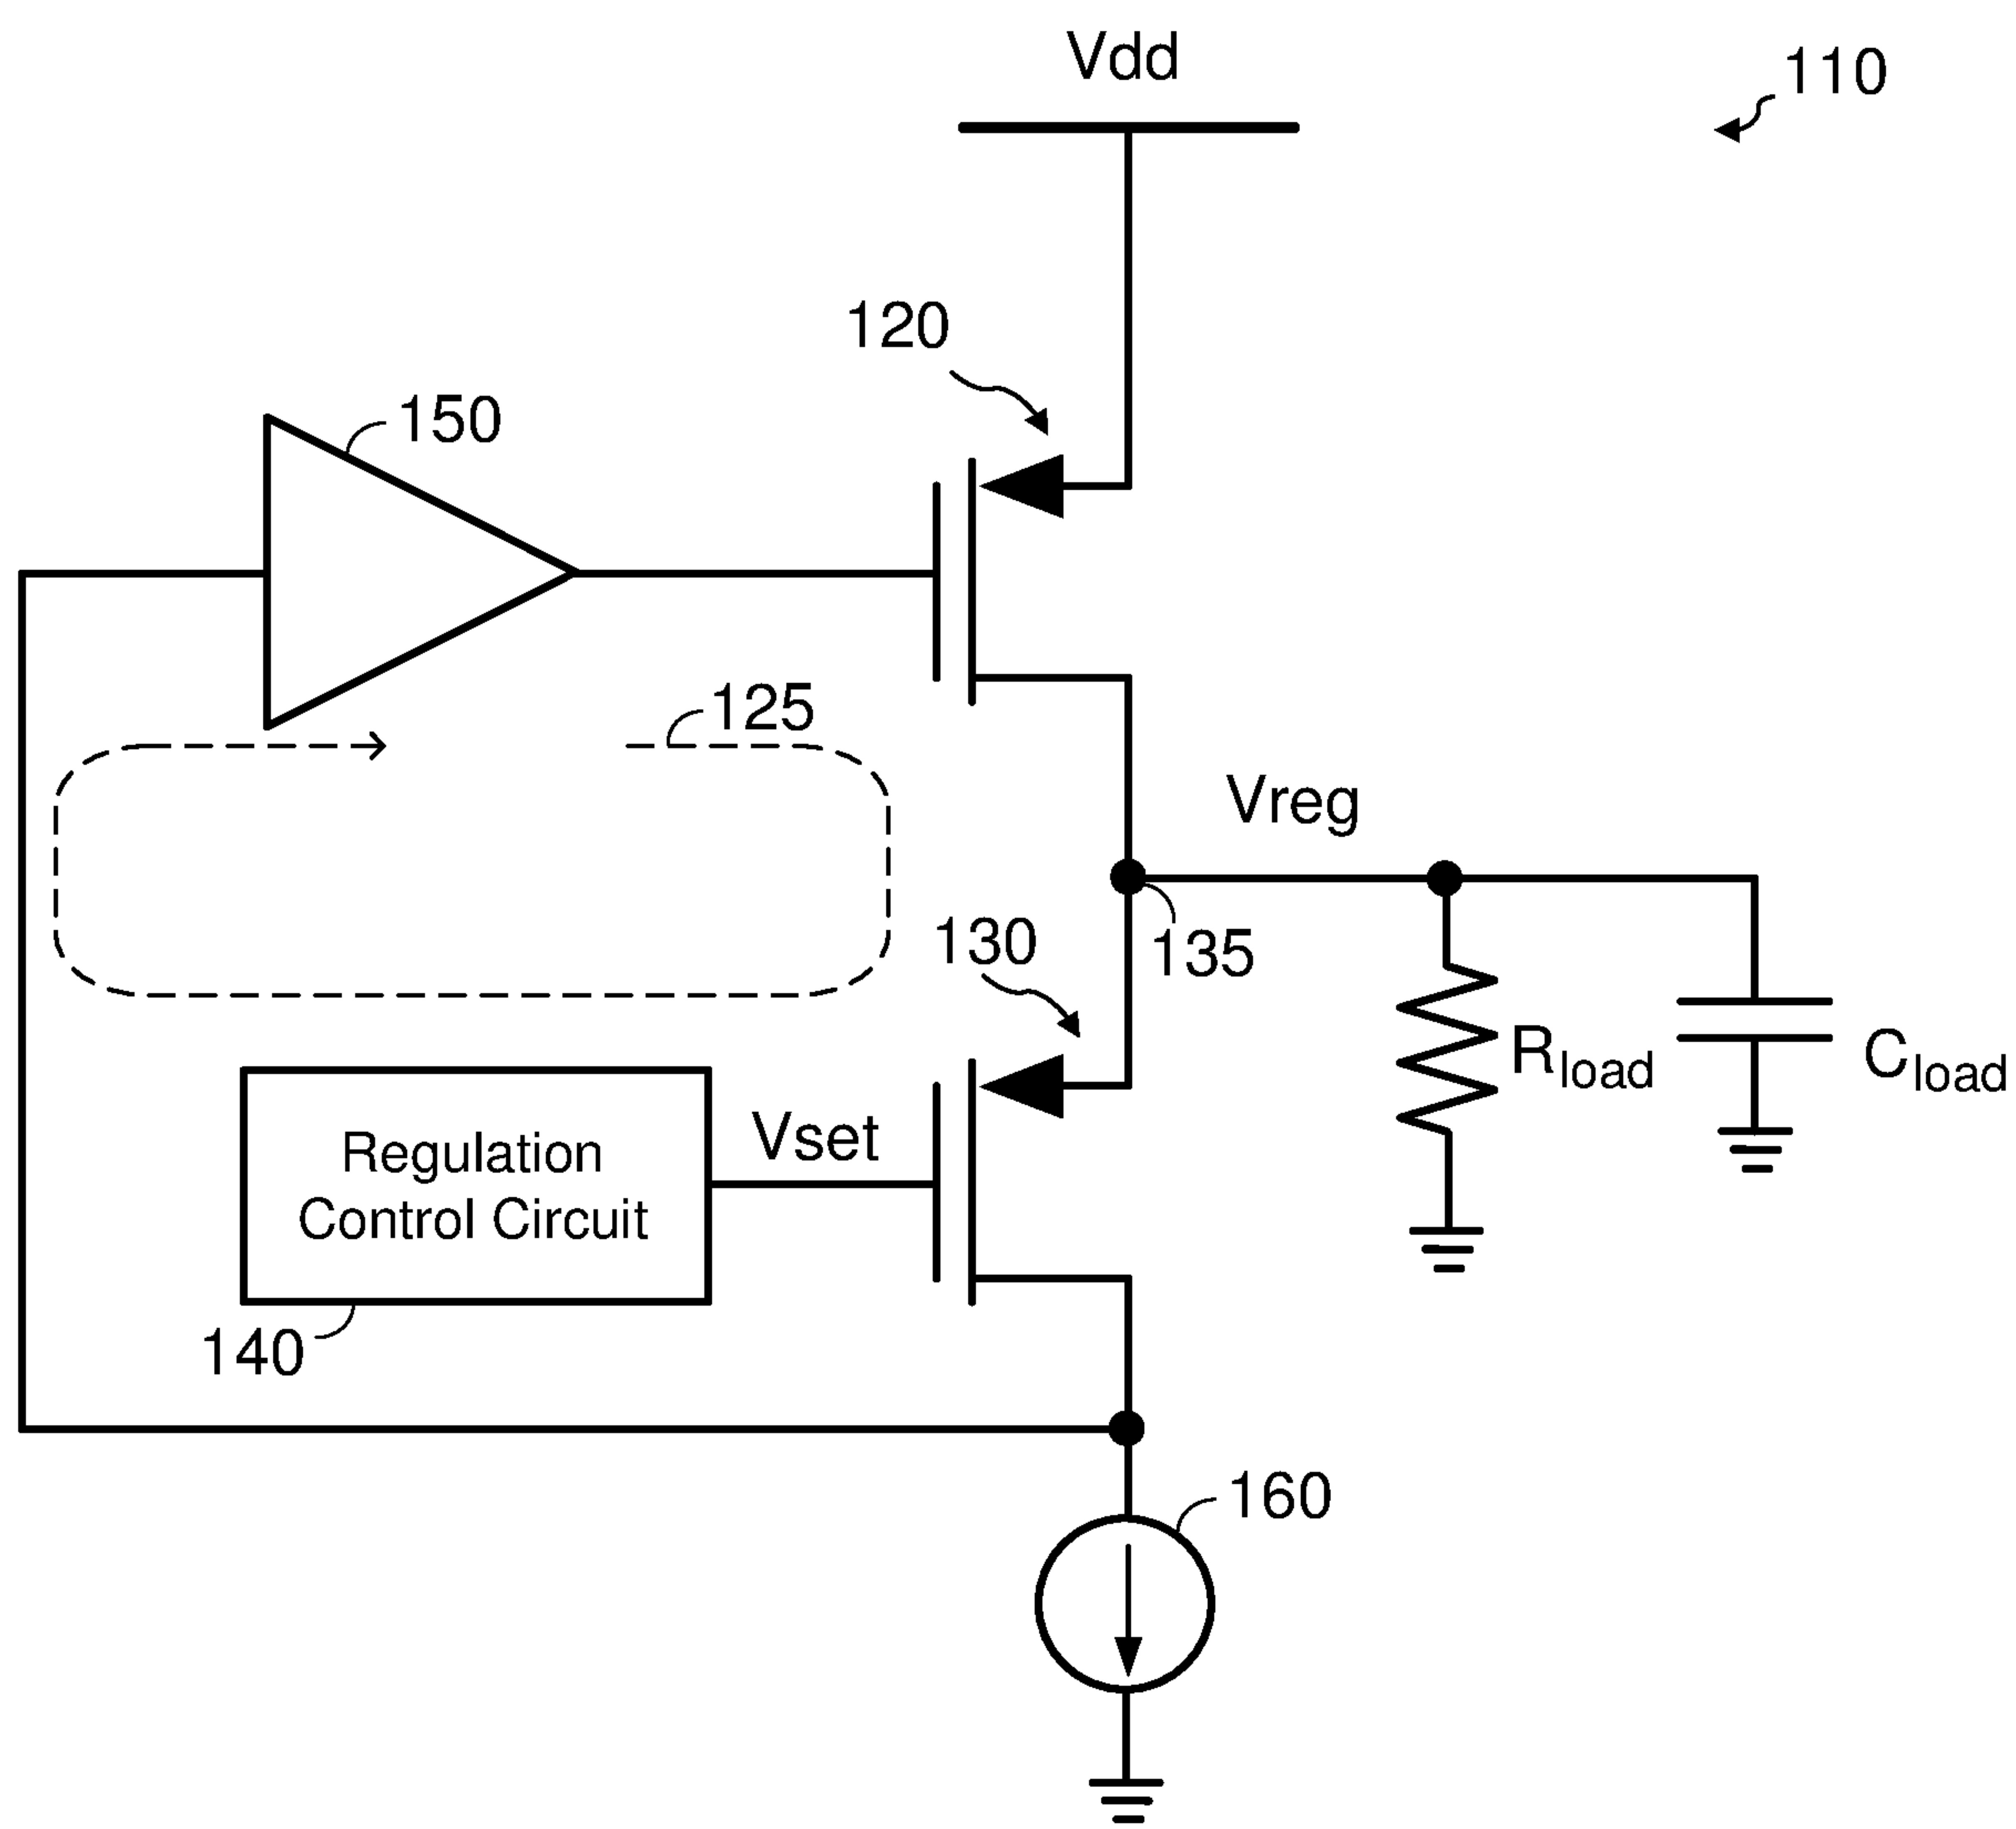 Vdd
110
120
150
125
Vreg
130
135
Rload
Cload
Vset
Regulation
Control Circuit
140
160